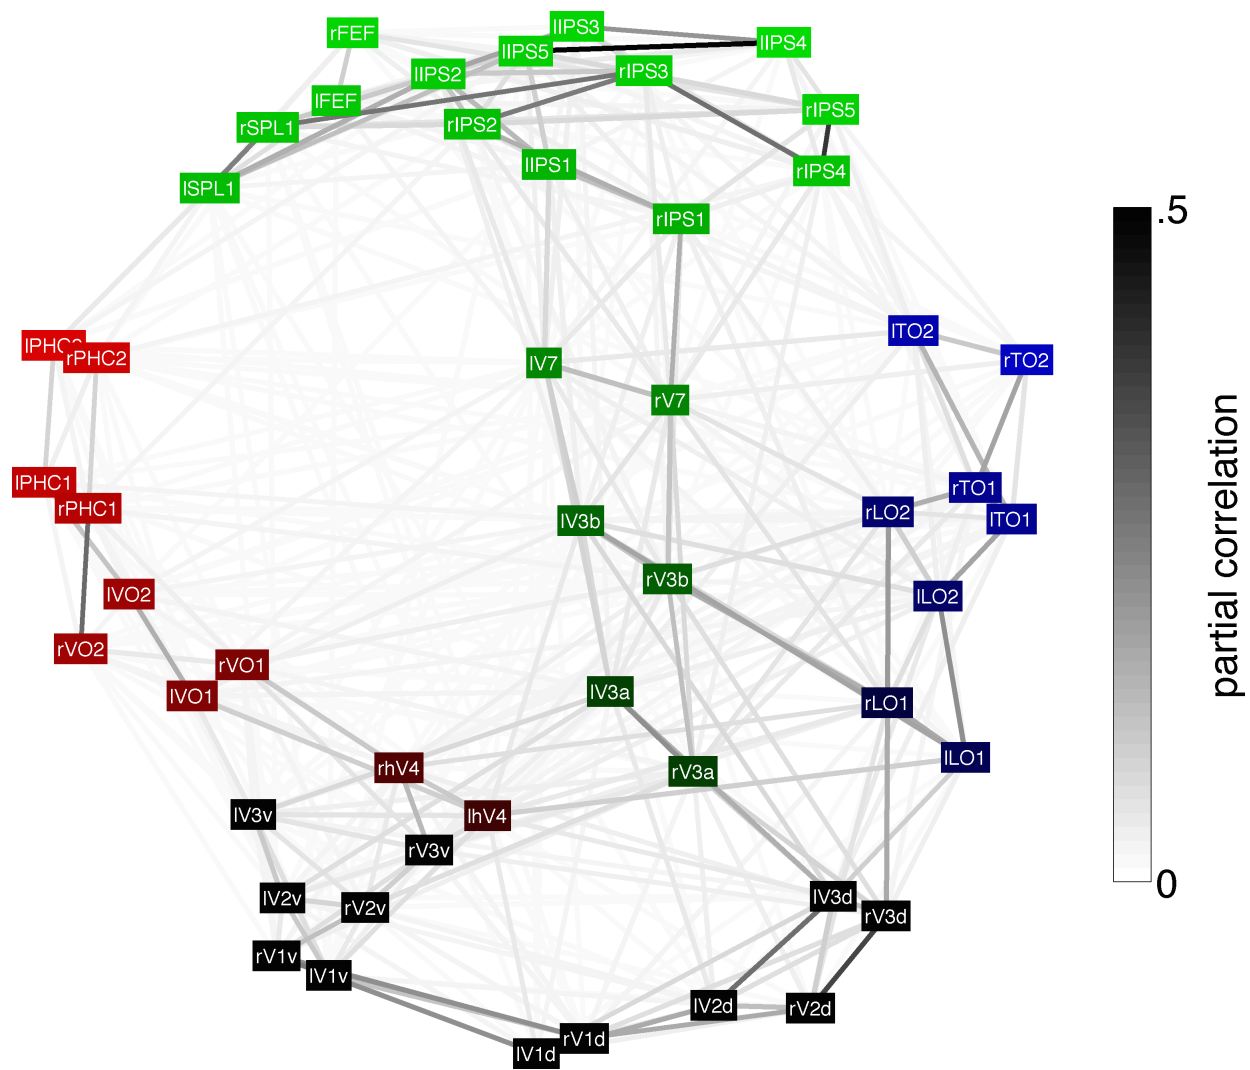 lIPS3
rFEF
lIPS4
lIPS5
rIPS3
lIPS2
lFEF
rIPS5
rSPL1
rIPS2
lIPS1
rIPS4
lSPL1
.5
rIPS1
lTO2
lPHC2
rPHC2
lV7
rTO2
rV7
lPHC1
rPHC1
rTO1
rLO2
lTO1
lV3b
partial correlation
rV3b
lVO2
lLO2
rVO2
rVO1
lVO1
lV3a
rLO1
lLO1
rhV4
rV3a
lV3v
lhV4
rV3v
0
lV2v
rV2v
lV3d
rV3d
rV1v
lV1v
lV2d
rV2d
rV1d
lV1d